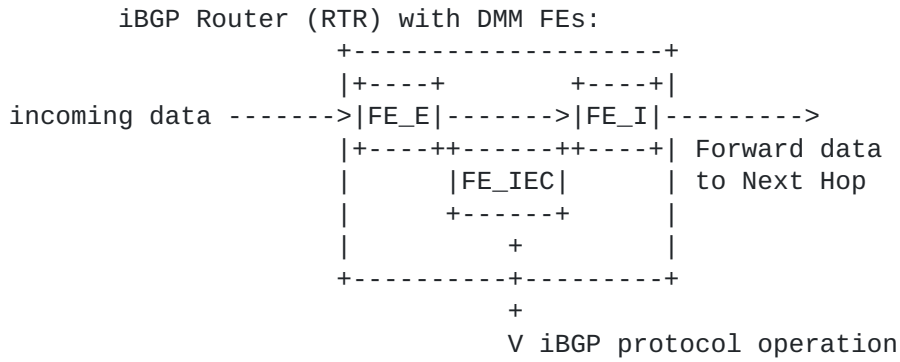 iBGP Router (RTR) with DMM FEs:
+--------------------+
|+----+        +----+|
incoming data ------->|FE_E|------->|FE_I|--------->
|+----++------++----+| Forward data
|      |FE_IEC|      | to Next Hop
|      +------+      |
|          +         |
+----------+---------+
+
V iBGP protocol operation